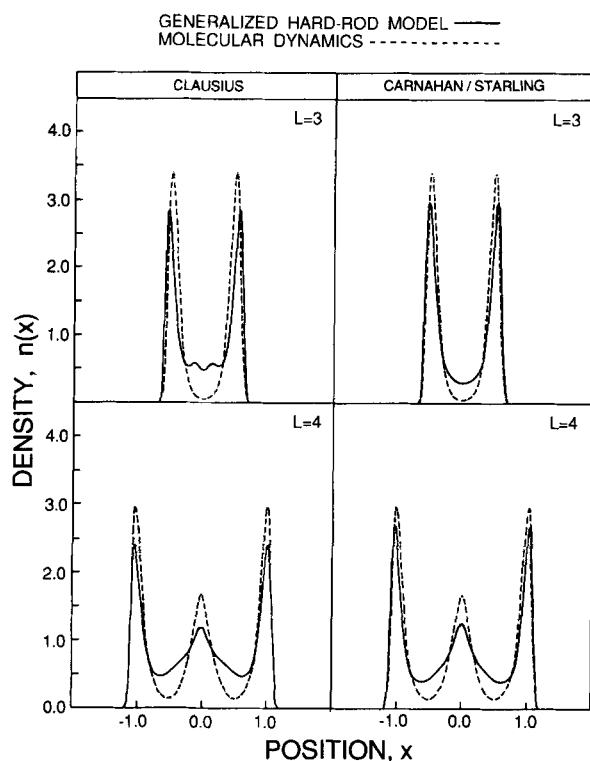 GENERALIZED HARD-ROD MODEL
MOLECULAR DYNAMICS
CLAUSIUS
CARNAHAN / STARLING
L=3
L=3
4.0
3.0
2.0
1.0
L=4
L=4
4.0
3.0
2.0
1.0
0.0
DENSITY, n(x)
-1.0 0.0 1.0
-1.0 0.0 1.0
POSITION, x